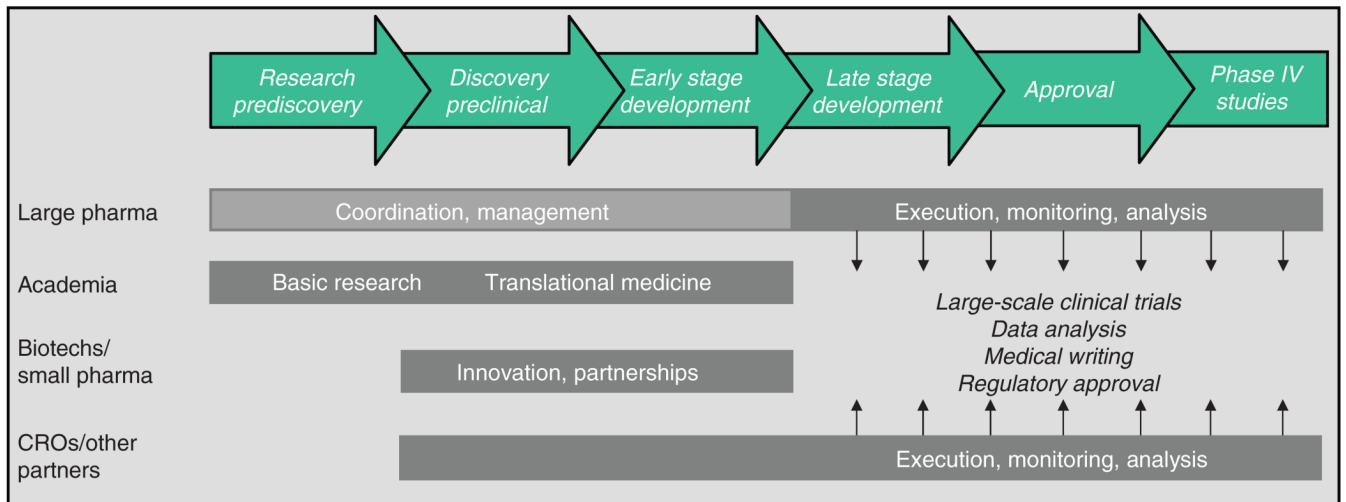 Research
prediscovery
Discovery
preclinical
Early stage
development
Late stage
development
Approval
Phase IV
studies
Large pharma
Coordination, management
Execution, monitoring, analysis
Academia
Basic research
Translational medicine
Large-scale clinical trials
Data analysis
Medical writing
Regulatory approval
Biotechs/
small pharma
Innovation, partnerships
CROs/other
partners
Execution, monitoring, analysis